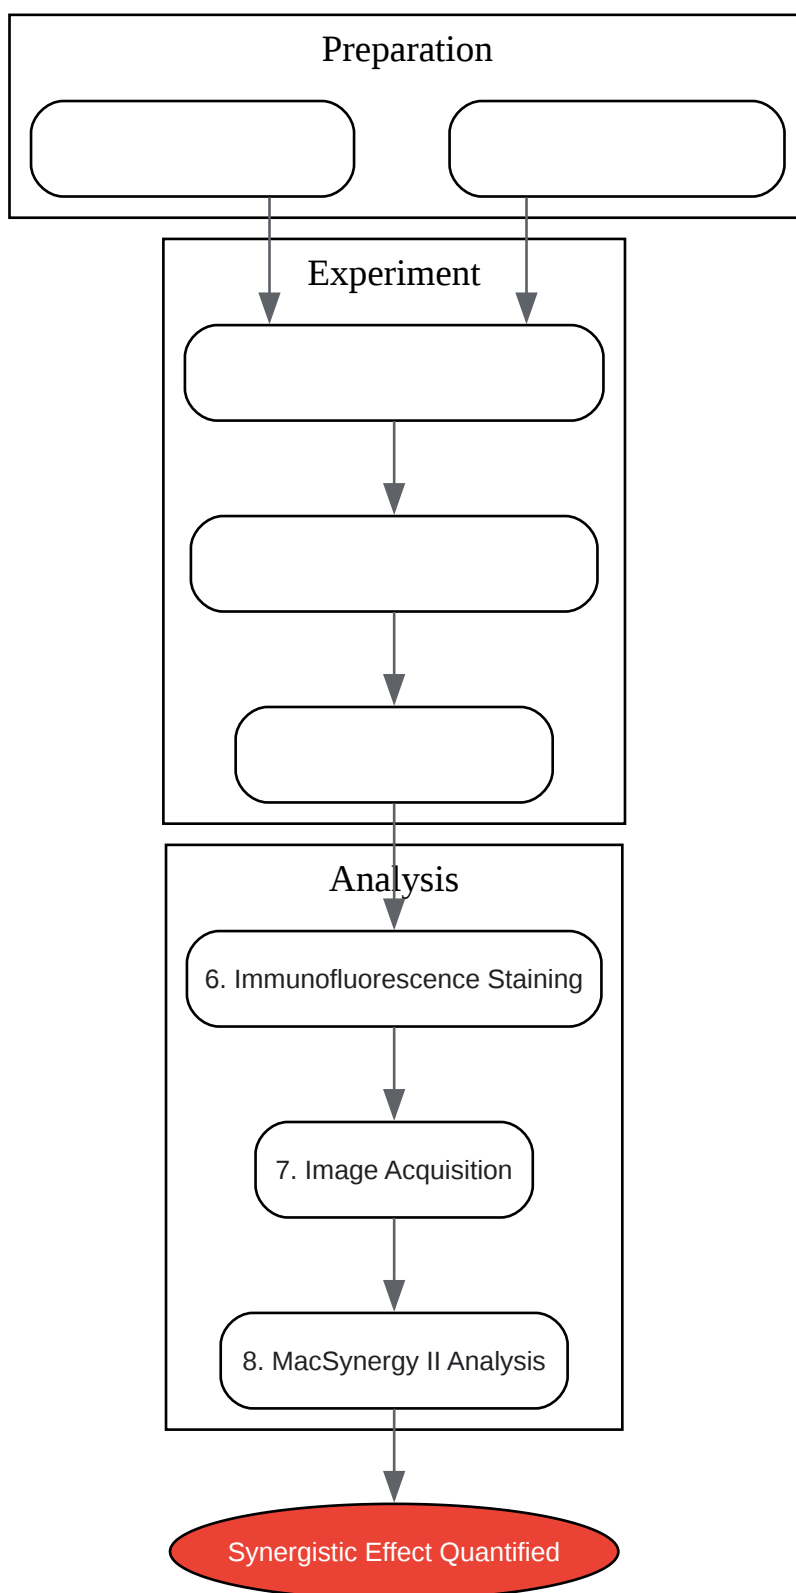 Preparation
Experiment
Analysis
6. Immunofluorescence Staining
7. Image Acquisition
8. MacSynergy II Analysis
Synergistic Effect Quantified